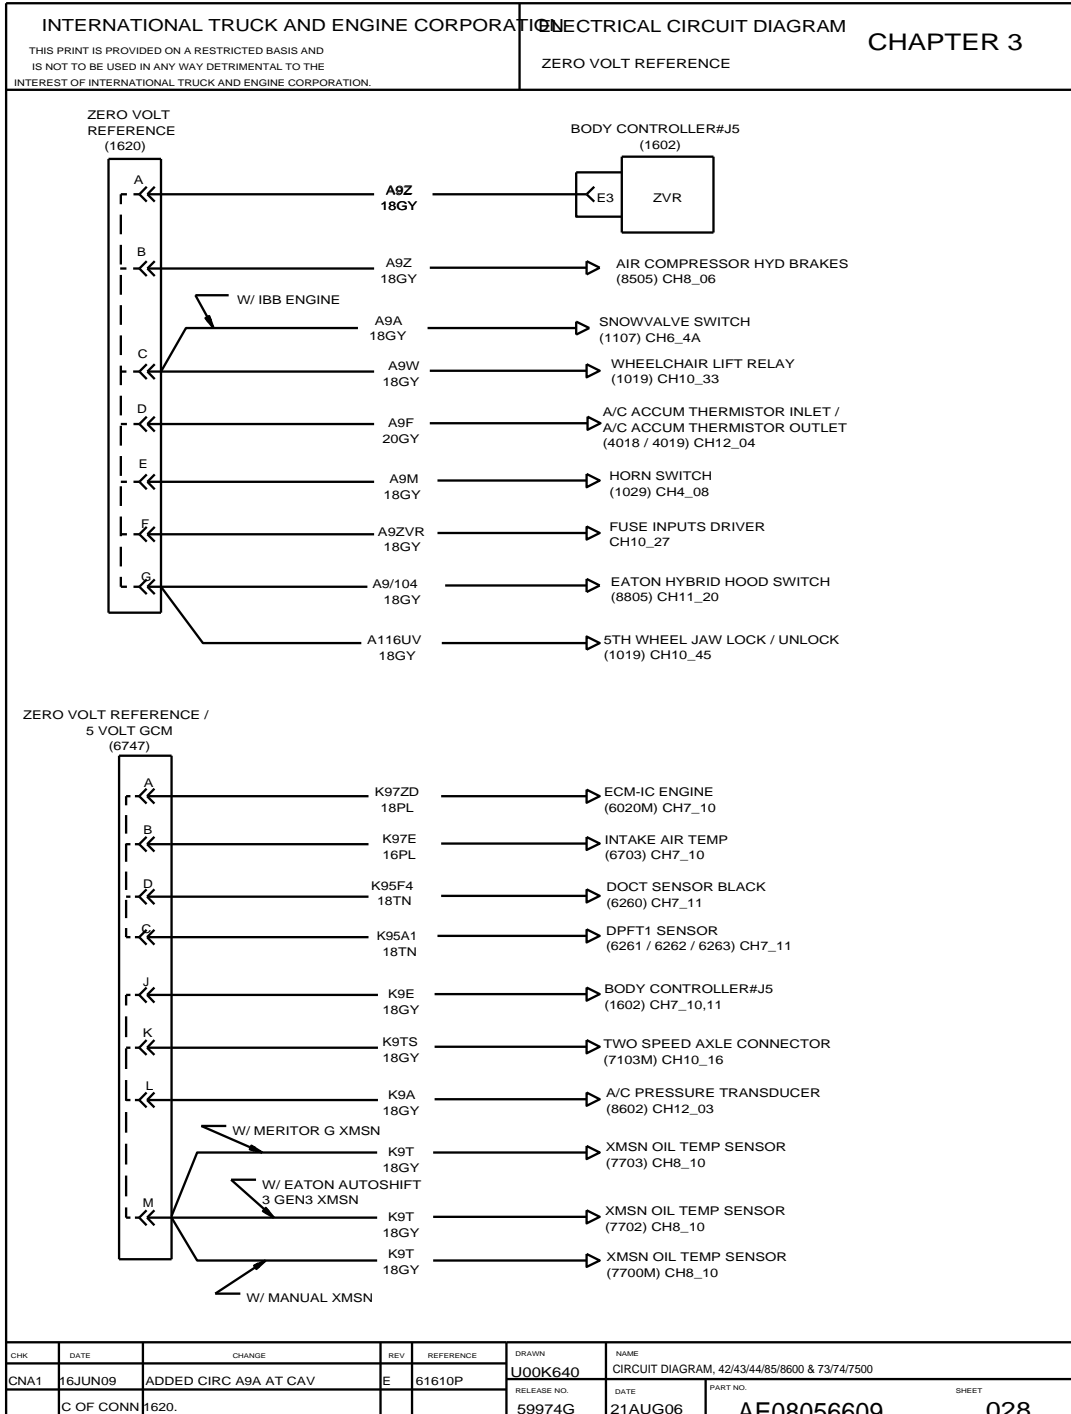 INTERNATIONAL TRUCK AND ENGINE CORPORATION
THIS PRINT IS PROVIDED ON A RESTRICTED BASIS AND
IS NOT TO BE USED IN ANY WAY DETRIMENTAL TO THE
INTEREST OF INTERNATIONAL TRUCK AND ENGINE CORPORATION.
ELECTRICAL CIRCUIT DIAGRAM
ZERO VOLT REFERENCE
CHAPTER 3
ZERO VOLT
REFERENCE
(1620)
BODY CONTROLLER#J5
(1602)
A
A9Z
18GY
E3
ZVR
B
A9Z
18GY
AIR COMPRESSOR HYD BRAKES
(8505) CH8_06
W/ IBB ENGINE
A9A
18GY
SNOWVALVE SWITCH
(1107) CH6_4A
C
A9W
18GY
WHEELCHAIR LIFT RELAY
(1019) CH10_33
D
A9F
20GY
A/C ACCUM THERMISTOR INLET /
A/C ACCUM THERMISTOR OUTLET
(4018 / 4019) CH12_04
E
A9M
18GY
HORN SWITCH
(1029) CH4_08
F
A9ZVR
18GY
FUSE INPUTS DRIVER
CH10_27
G
A9/104
18GY
EATON HYBRID HOOD SWITCH
(8805) CH11_20
A116UV
18GY
5TH WHEEL JAW LOCK / UNLOCK
(1019) CH10_45
ZERO VOLT REFERENCE /
5 VOLT GCM
(6747)
A
K97ZD
18PL
ECM-IC ENGINE
(6020M) CH7_10
B
K97E
16PL
INTAKE AIR TEMP
(6703) CH7_10
D
K95F4
18TN
DOCT SENSOR BLACK
(6260) CH7_11
C
K95A1
18TN
DPFT1 SENSOR
(6261 / 6262 / 6263) CH7_11
J
K9E
18GY
BODY CONTROLLER#J5
(1602) CH7_10,11
K
K9TS
18GY
TWO SPEED AXLE CONNECTOR
(7103M) CH10_16
L
K9A
18GY
A/C PRESSURE TRANSDUCER
(8602) CH12_03
W/ MERITOR G XMSN
K9T
18GY
XMSN OIL TEMP SENSOR
(7703) CH8_10
W/ EATON AUTOSHIFT
3 GEN3 XMSN
M
K9T
18GY
XMSN OIL TEMP SENSOR
(7702) CH8_10
K9T
18GY
XMSN OIL TEMP SENSOR
(7700M) CH8_10
W/ MANUAL XMSN
CHK DATE CHANGE REV REFERENCE
CNA1 16JUN09 ADDED CIRC A9A AT CAV E 61610P
C OF CONN 1620.
DRAWN
U00K640
NAME
CIRCUIT DIAGRAM, 42/43/44/85/8600 & 73/74/7500
RELEASE NO.
59974G
DATE
21AUG06
PART NO.
AF08056609
SHEET
028